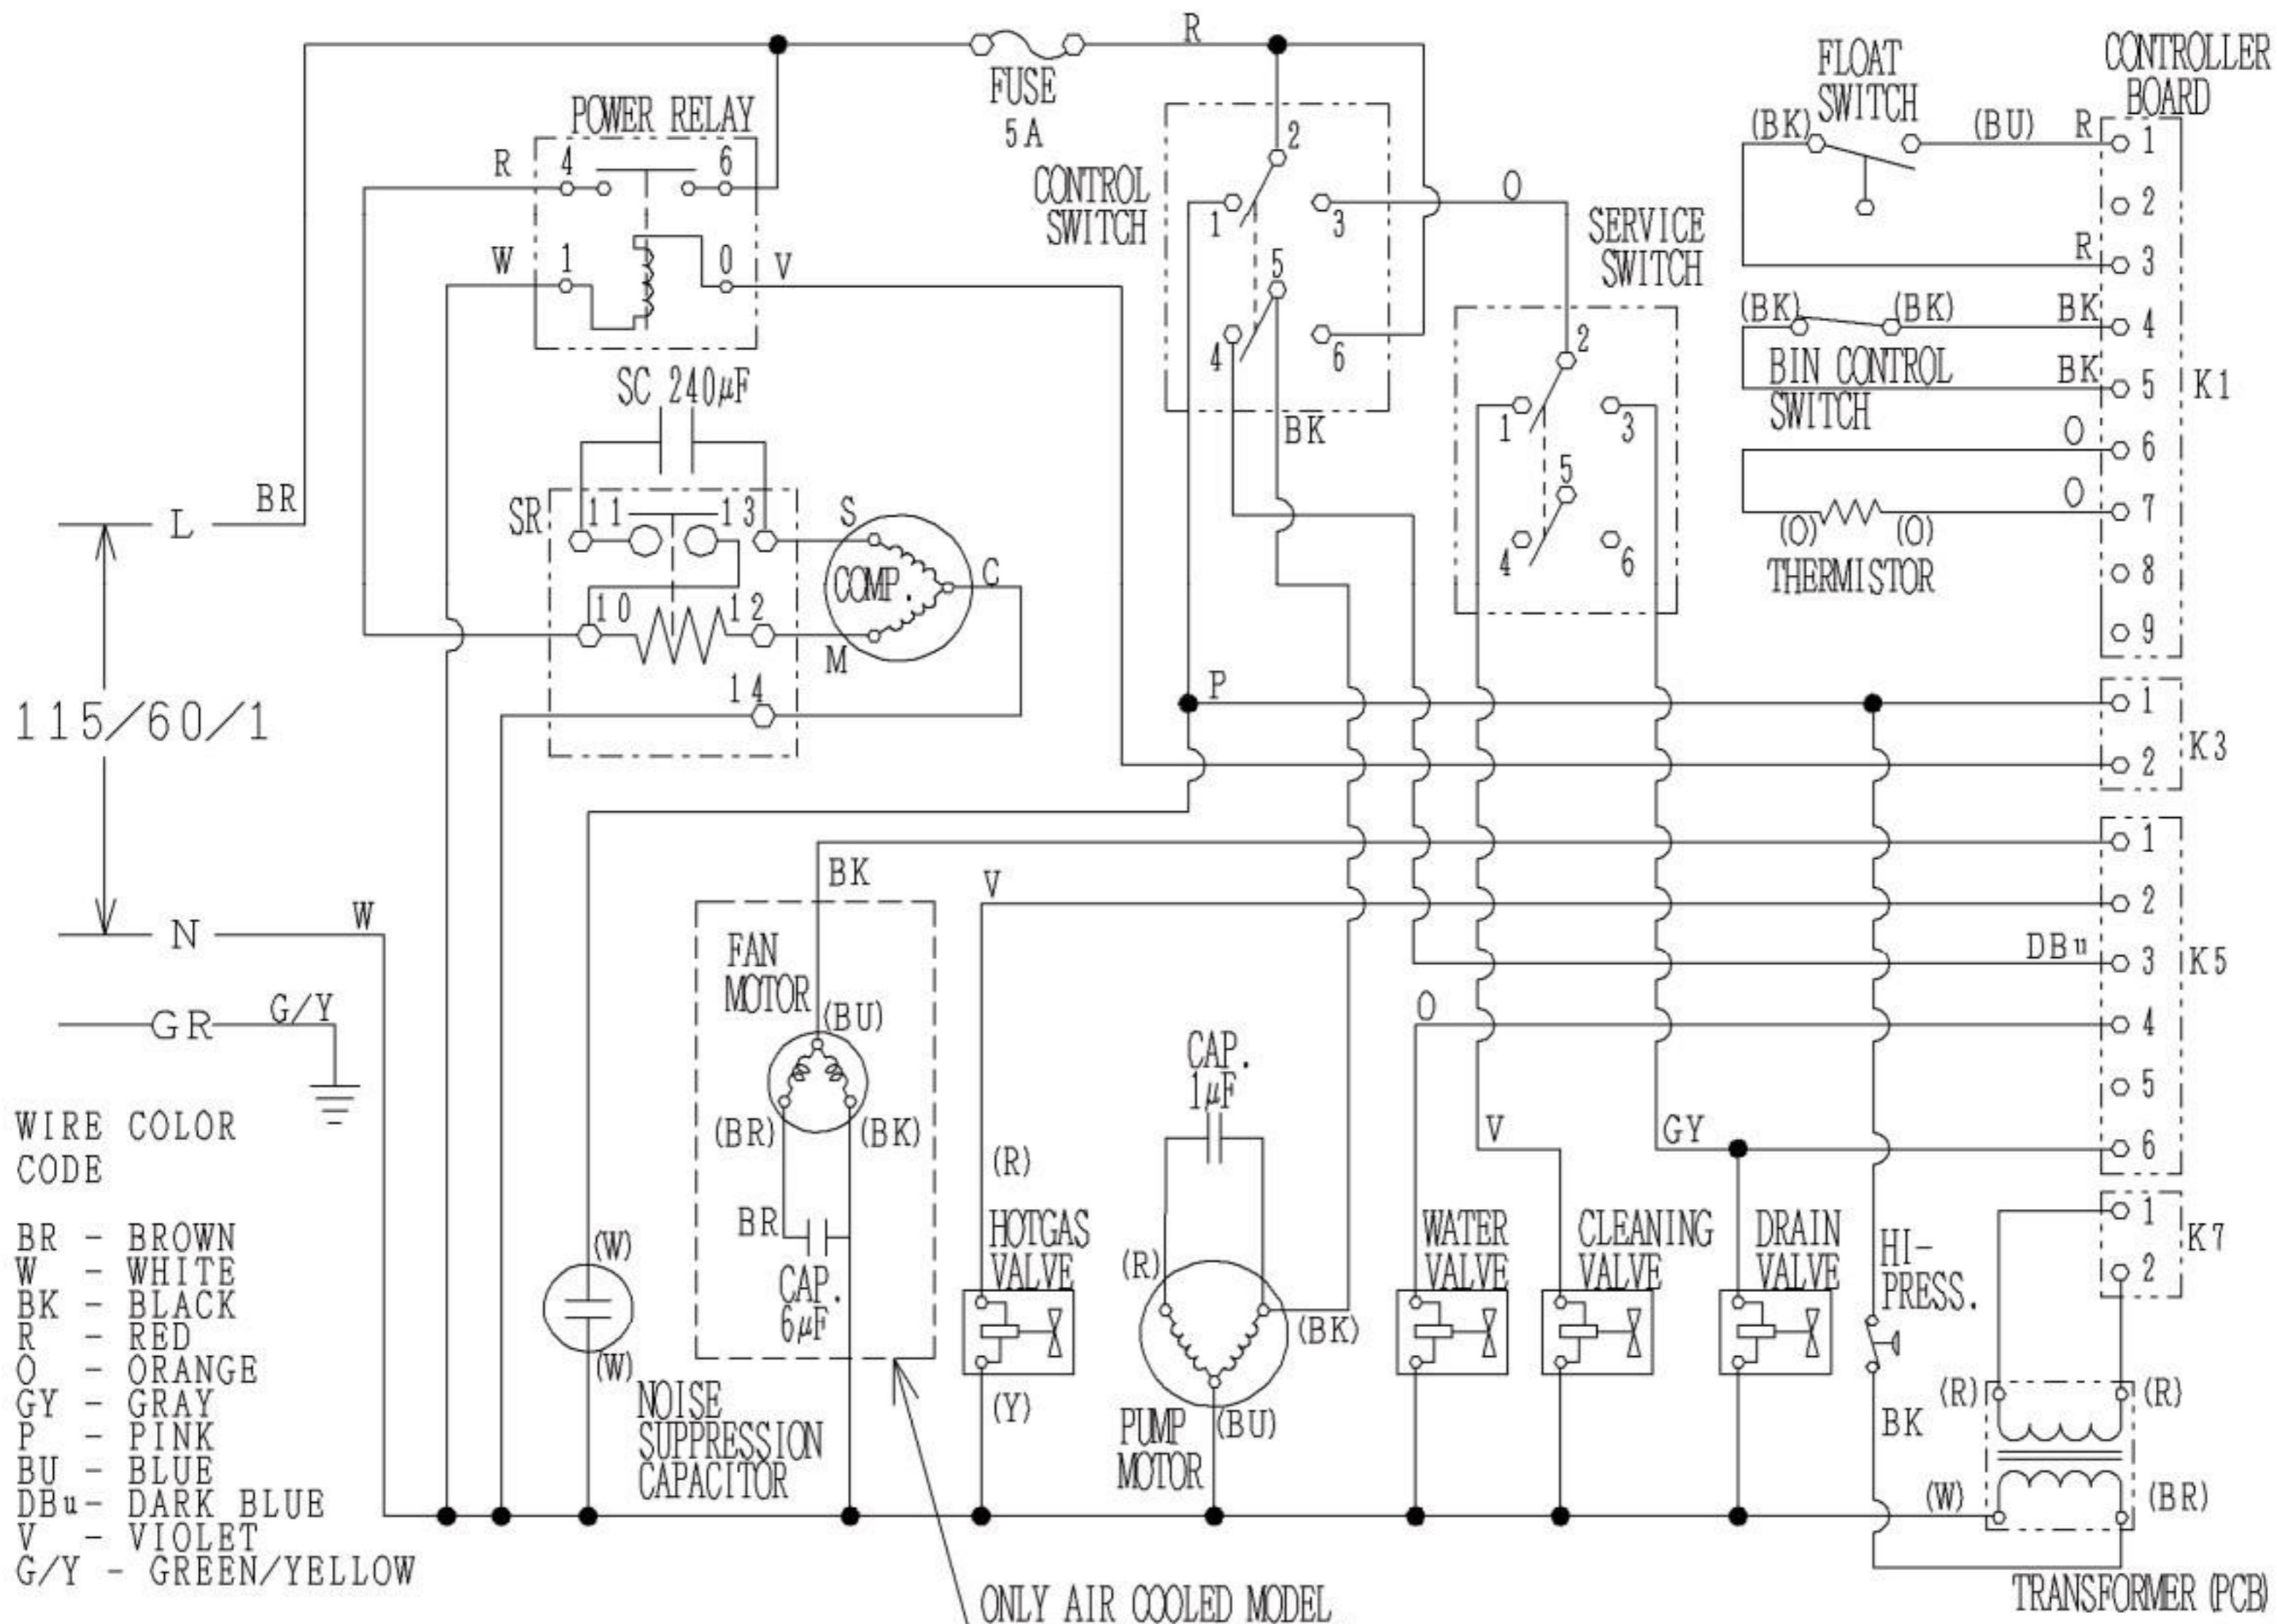 R
FUSE
5A
POWER RELAY
R
4
6
W
1
0
V
CONTROL
SWITCH
2
1
3
5
4
6
BK
O
SERVICE
SWITCH
2
1
3
5
4
6
FLOAT
SWITCH
(BK)
(BU)
R
R
CONTROLLER
BOARD
1
2
3
4
5
6
7
8
9
K1
(BK)
(BK)
BK
BK
BIN CONTROL
SWITCH
O
O
(O)
(O)
THERMISTOR
SC 240µF
SR
11
13
10
12
14
S
COMP.
C
M
L
BR
115/60/1
N
W
GR
G/Y
P
1
2
K3
1
2
3
4
5
6
K5
DBu
BK
V
O
FAN
MOTOR
(BU)
(BR)
(BK)
BR
CAP.
6µF
(W)
(W)
NOISE
SUPPRESSION
CAPACITOR
(R)
HOTGAS
VALVE
(Y)
CAP.
1µF
(R)
(BK)
PUMP
MOTOR
(BU)
V
GY
WATER
VALVE
CLEANING
VALVE
DRAIN
VALVE
HI-
PRESS.
BK
1
2
K7
(R)
(R)
(W)
(BR)
TRANSFORMER (PCB)
ONLY AIR COOLED MODEL
WIRE COLOR
CODE
BR - BROWN
W - WHITE
BK - BLACK
R - RED
O - ORANGE
GY - GRAY
P - PINK
BU - BLUE
DBu- DARK BLUE
V - VIOLET
G/Y - GREEN/YELLOW